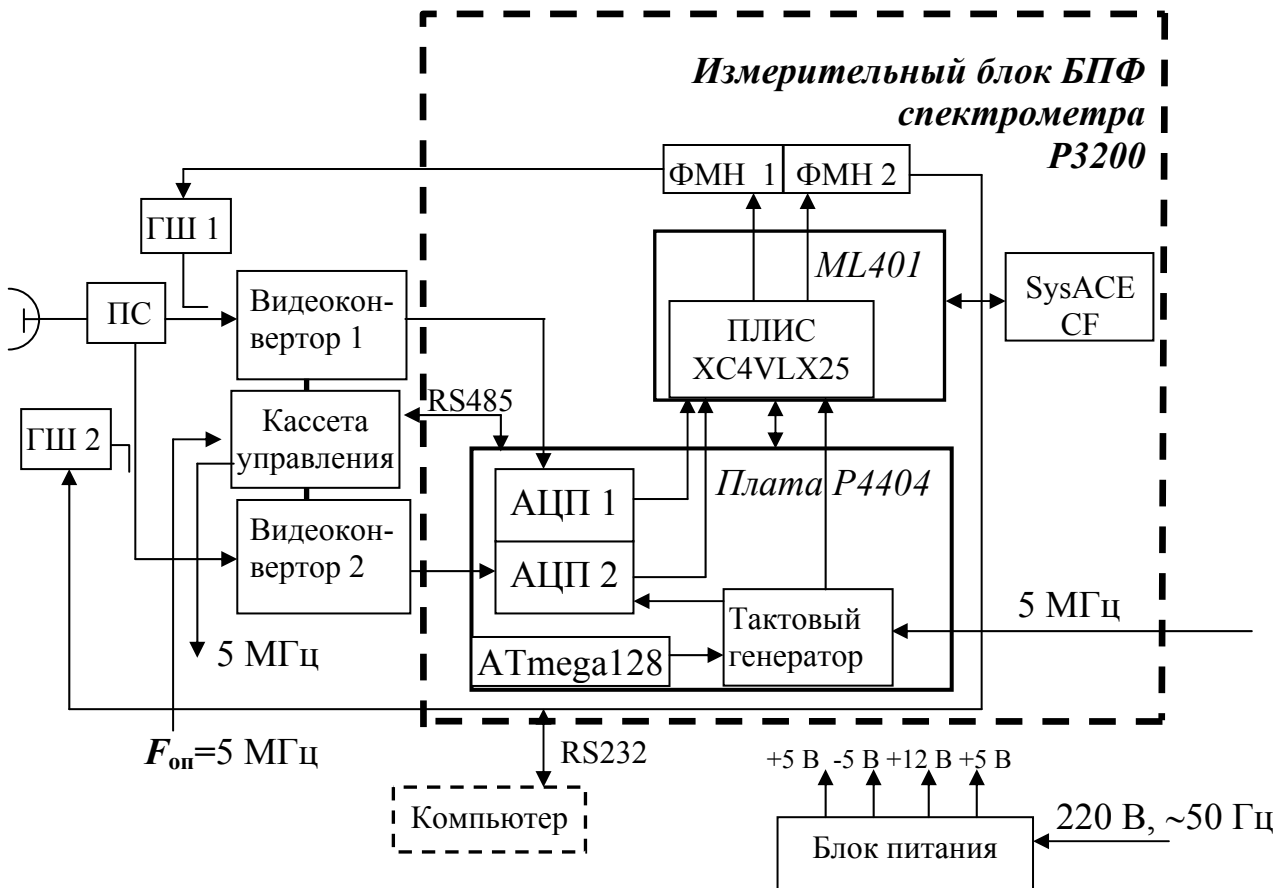 Измерительный блок БПФ
спектрометра
Р3200
ФМН 1
ФМН 2
ГШ 1
ML401
SysACE
CF
ПС
Видеокон-
вертор 1
ПЛИС
XC4VLX25
RS485
Кассета
управления
ГШ 2
Плата Р4404
АЦП 1
Видеокон-
вертор 2
АЦП 2
5 МГц
Тактовый
генератор
5 МГц
ATmega128
Fоп=5 МГц
RS232
+5 В -5 В +12 В +5 В
Компьютер
220 В, ~50 Гц
Блок питания